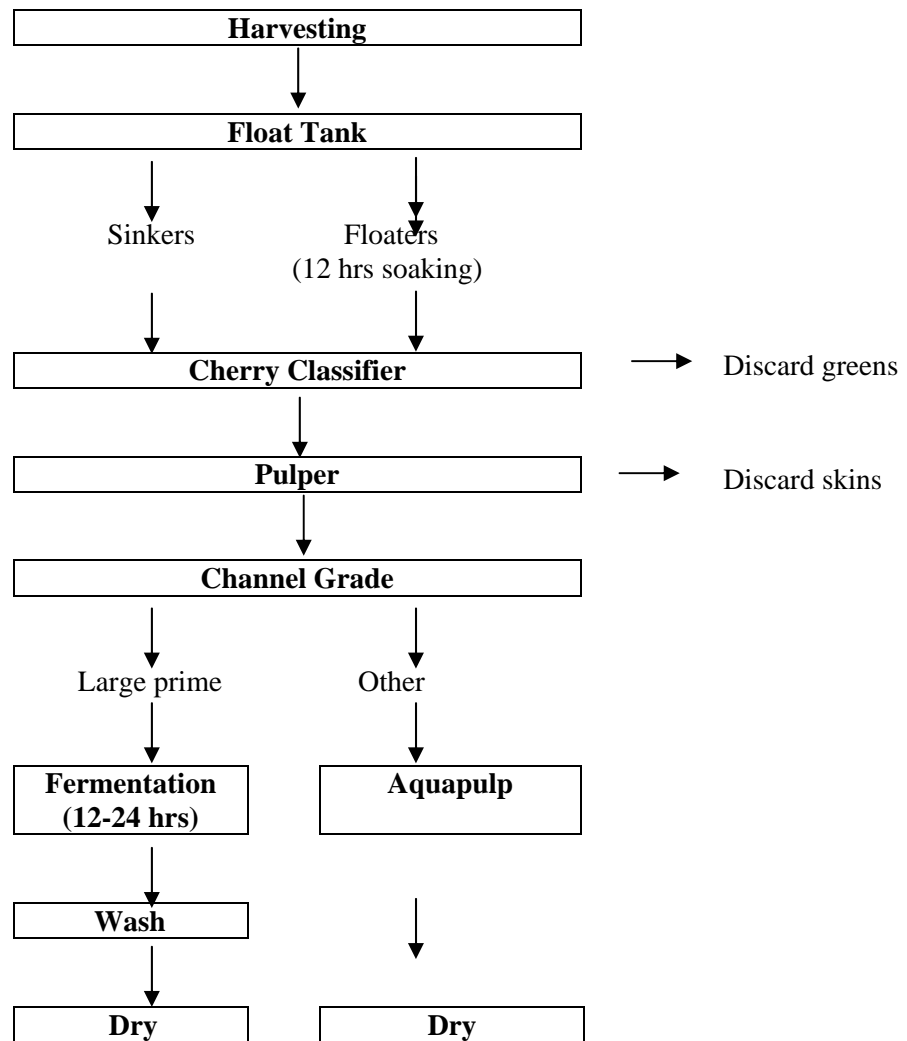 Harvesting
Float Tank
Sinkers
Floaters
(12 hrs soaking)
Cherry Classifier
Discard greens
Pulper
Discard skins
Channel Grade
Large prime
Other
Fermentation
(12-24 hrs)
Aquapulp
Wash
Dry
Dry